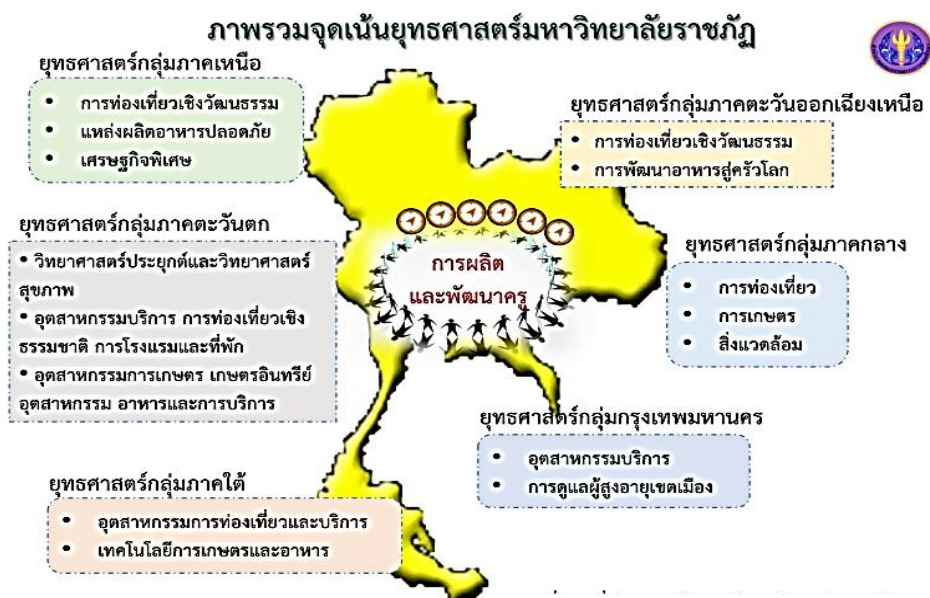 ภาพรวมจุดเน้นยุทธศาสตร์มหาวิทยาลัยราชภัฏ
ยุทธศาสตร์กลุ่มภาคเหนือ
• การท่องเที่ยวเชิงวัฒนธรรม
• แหล่งผลิตอาหารปลอดภัย
• เศรษฐกิจพิเศษ
ยุทธศาสตร์กลุ่มภาคตะวันออกเฉียงเหนือ
• การท่องเที่ยวเชิงวัฒนธรรม
• การพัฒนาอาหารสู่ครัวโลก
ยุทธศาสตร์กลุ่มภาคตะวันตก
• วิทยาศาสตร์ประยุกต์และวิทยาศาสตร์
สุขภาพ
• อุตสาหกรรมบริการ การท่องเที่ยวเชิง
ธรรมชาติ การโรงแรมและที่พัก
• อุตสาหกรรมการเกษตร เกษตรอินทรีย์
อุตสาหกรรม อาหารและการบริการ
การผลิต
และพัฒนาครู
ยุทธศาสตร์กลุ่มภาคกลาง
• การท่องเที่ยว
• การเกษตร
• สิ่งแวดล้อม
ยุทธศาสตร์กลุ่มกรุงเทพมหานคร
• อุตสาหกรรมบริการ
• การดูแลผู้สูงอายุเขตเมือง
ยุทธศาสตร์กลุ่มภาคใต้
• อุตสาหกรรมการท่องเที่ยวและบริการ
• เทคโนโลยีการเกษตรและอาหาร